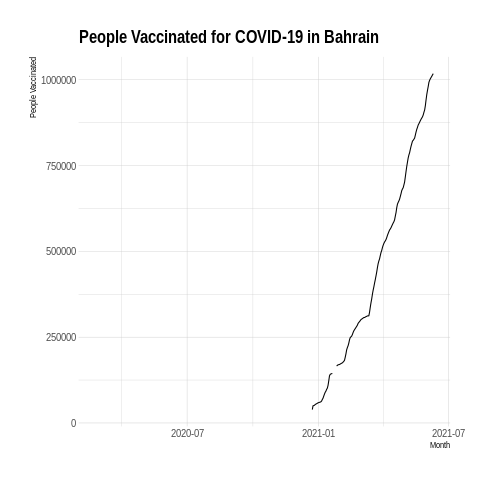 People Vaccinated for COVID-19 in Bahrain
People Vaccinated
1000000
750000
500000
250000
0
2020-07 2021-01 2021-07
Month